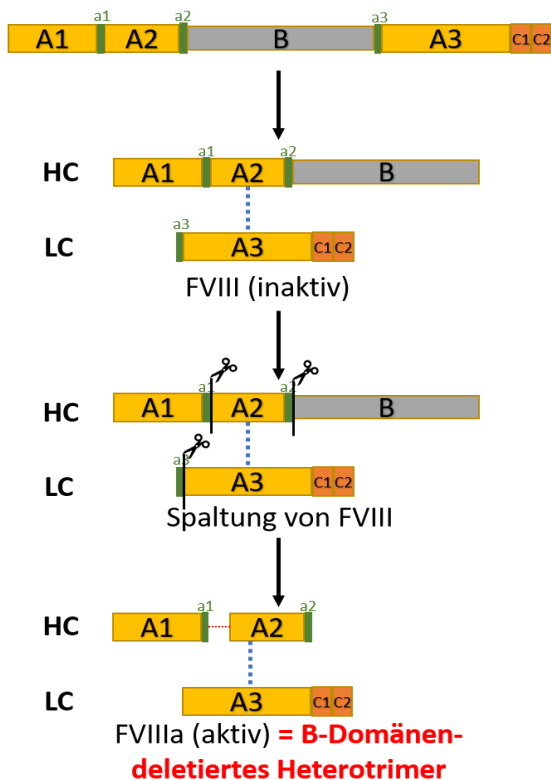 a1 a2 a3
A1 A2 B A3 C1 C2
a1 a2
HC A1 A2 B
a3
LC A3 C1 C2
FVIII (inaktiv)
a1 a2
HC A1 A2 B
a3
LC A3 C1 C2
Spaltung von FVIII
a1 a2
HC A1 A2
LC A3 C1 C2
FVIIIa (aktiv) = B-Domänen-
deletiertes Heterotrimer